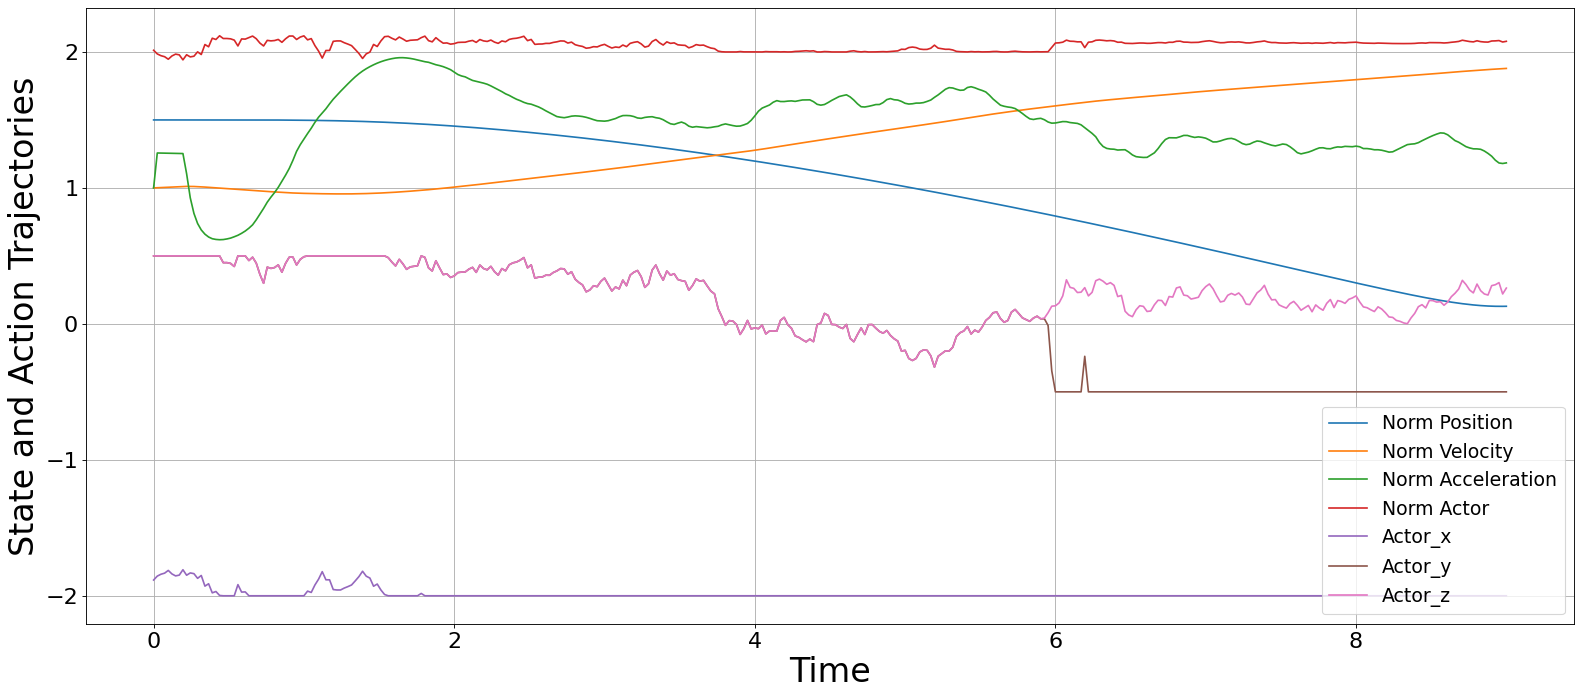 State and Action Trajectories
2
1
0
−1
−2
0 2 4 6 8
Time
Norm Position
Norm Velocity
Norm Acceleration
Norm Actor
Actor_x
Actor_y
Actor_z